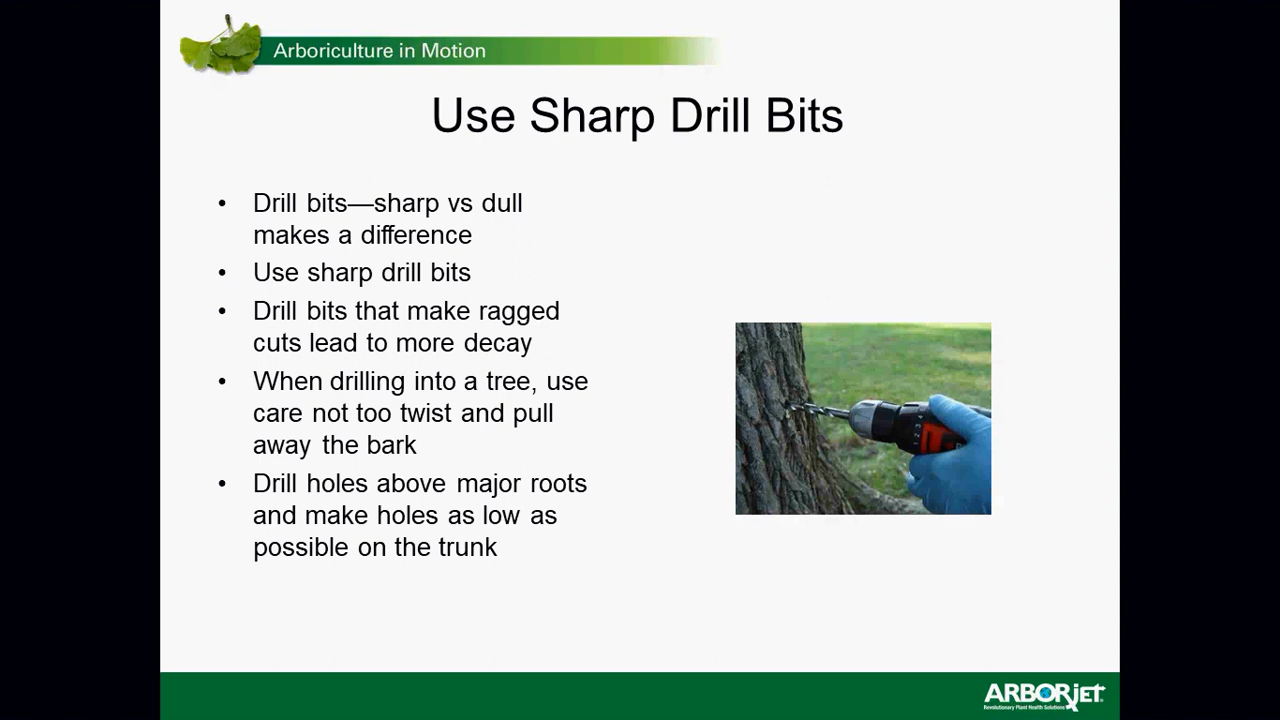 Arboriculture in Motion
Use Sharp Drill Bits
• Drill bits—sharp vs dull
makes a difference
• Use sharp drill bits
• Drill bits that make ragged
cuts lead to more decay
• When drilling into a tree, use
care not too twist and pull
away the bark
• Drill holes above major roots
and make holes as low as
possible on the trunk
ARBORjET
Revolutionary Plant Health Solutions